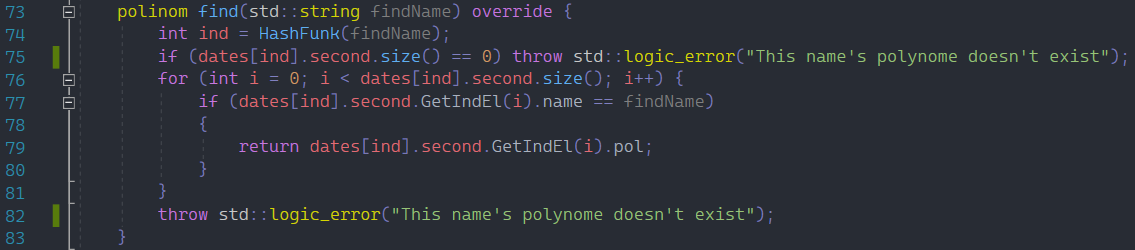 73 polinom find(std::string findName) override {
74 int ind = HashFunk(findName);
75 if (dates[ind].second.size() == 0) throw std::logic_error("This name's polynome doesn't exist");
76 for (int i = 0; i < dates[ind].second.size(); i++) {
77 if (dates[ind].second.GetIndEl(i).name == findName)
78 {
79 return dates[ind].second.GetIndEl(i).pol;
80 }
81 }
82 throw std::logic_error("This name's polynome doesn't exist");
83 }